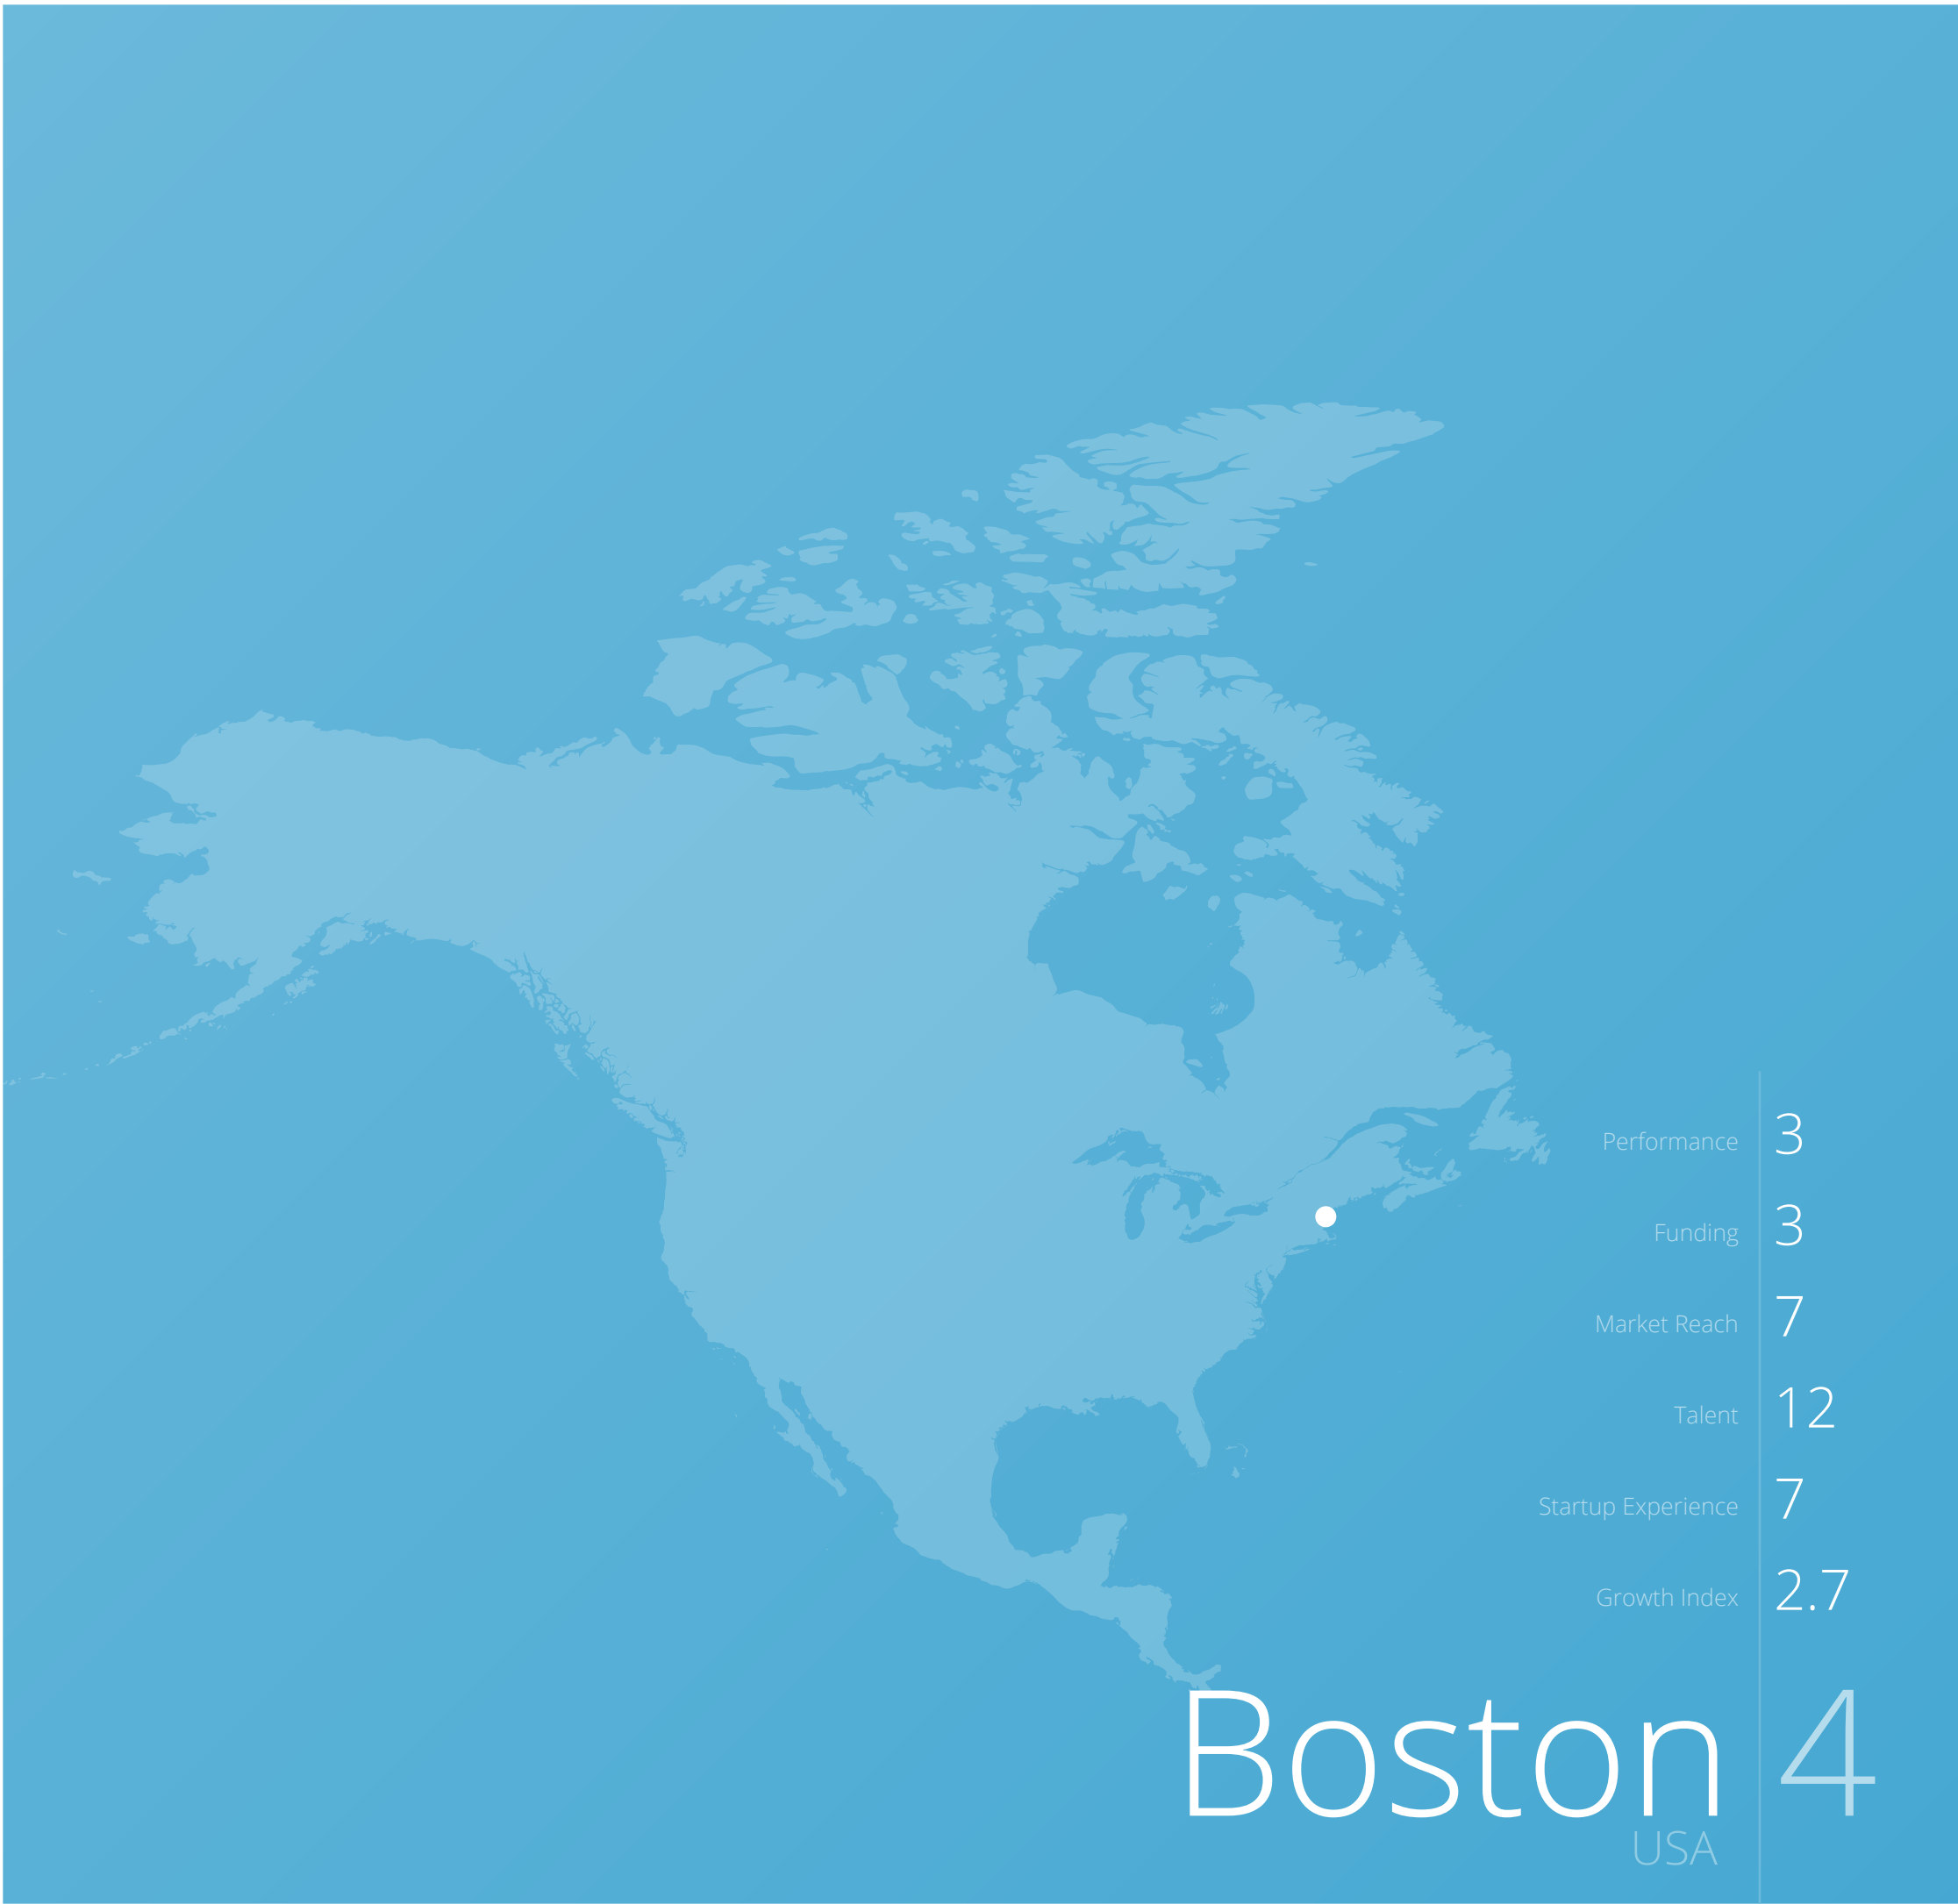 Performance 3
Funding 3
Market Reach 7
Talent 12
Startup Experience 7
Growth Index 2.7
Boston 4
USA